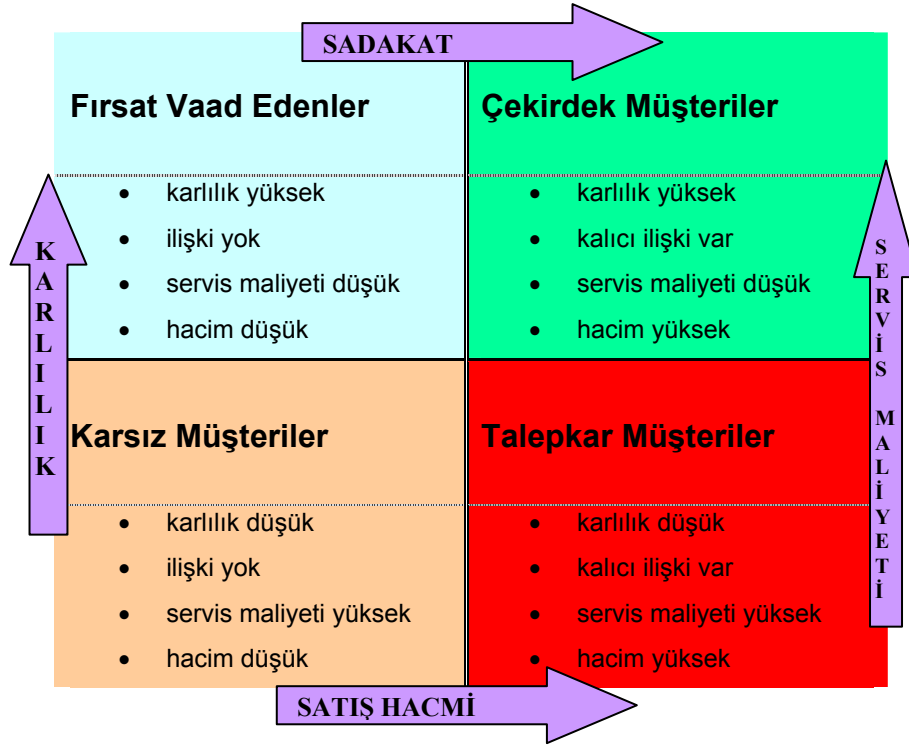 SADAKAT
Fırsat Vaad Edenler
• karlılık yüksek
• ilişki yok
• servis maliyeti düşük
• hacim düşük
Çekirdek Müşteriler
• karlılık yüksek
• kalıcı ilişki var
• servis maliyeti düşük
• hacim yüksek
KARLILIK
SERVİS MALİYETİ
Karsız Müşteriler
• karlılık düşük
• ilişki yok
• servis maliyeti yüksek
• hacim düşük
Talepkar Müşteriler
• karlılık düşük
• kalıcı ilişki var
• servis maliyeti yüksek
• hacim yüksek
SATIŞ HACMİ